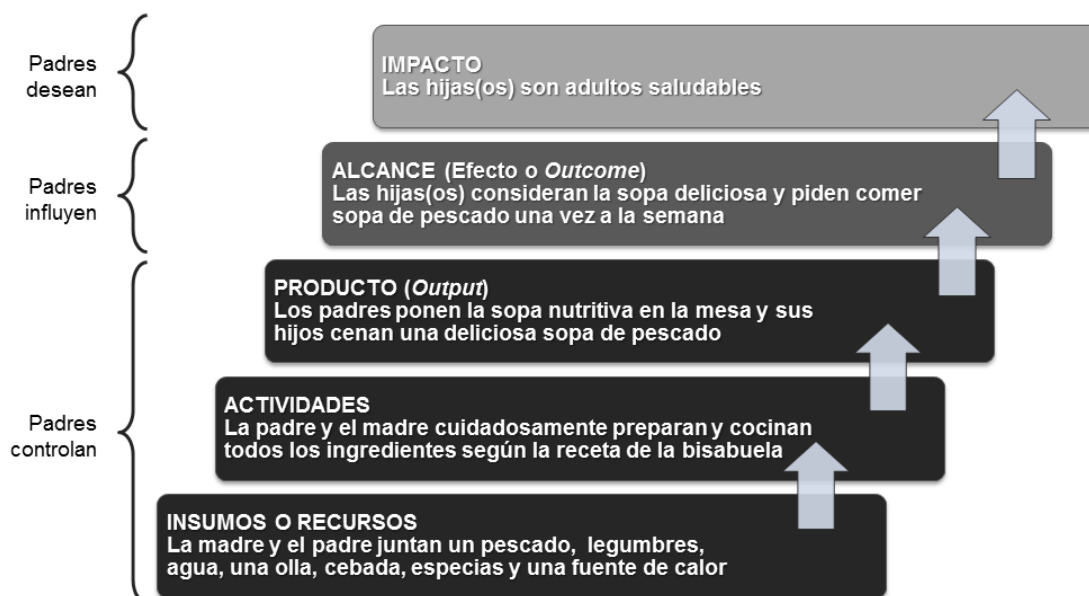 Padres
desean
IMPACTO
Las hijas(os) son adultos saludables
Padres
influyen
ALCANCE (Efecto o Outcome)
Las hijas(os) consideran la sopa deliciosa y piden comer
sopa de pescado una vez a la semana
PRODUCTO (Output)
Los padres ponen la sopa nutritiva en la mesa y sus
hijos cenan una deliciosa sopa de pescado
Padres
controlan
ACTIVIDADES
La padre y el madre cuidadosamente preparan y cocinan
todos los ingredientes según la receta de la bisabuela
INSUMOS O RECURSOS
La madre y el padre juntan un pescado, legumbres,
agua, una olla, cebada, especias y una fuente de calor